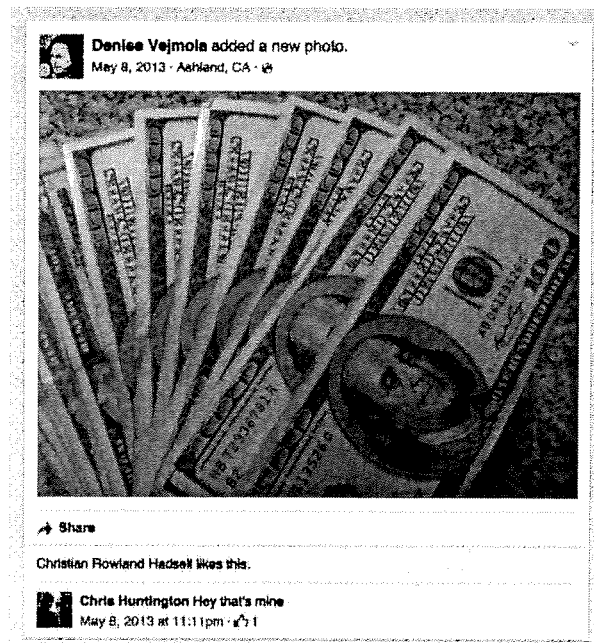 Denise Vejmola added a new photo.
May 8, 2013 · Ashland, CA ·
100
Share
Christian Rowland Hadsell likes this.
Chris Huntington Hey that's mine
May 8, 2013 at 11:11pm · 1